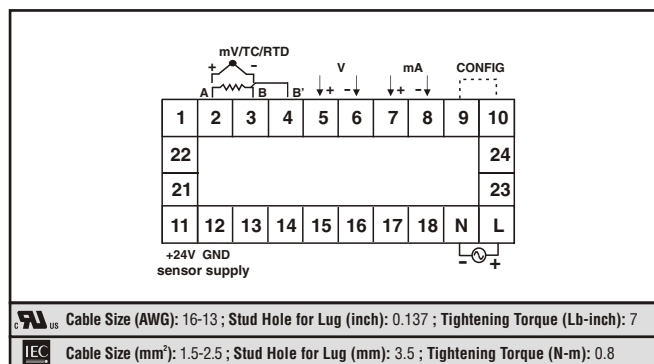 mV/TC/RTD
+ -
A B B'
V mA CONFIG
+ - + -
1 2 3 4 5 6 7 8 9 10
22 24
21 23
11 12 13 14 15 16 17 18 N L
+24V GND
sensor supply
- +
c RU us Cable Size (AWG): 16-13 ; Stud Hole for Lug (inch): 0.137 ; Tightening Torque (Lb-inch): 7
IEC Cable Size (mm²): 1.5-2.5 ; Stud Hole for Lug (mm): 3.5 ; Tightening Torque (N-m): 0.8